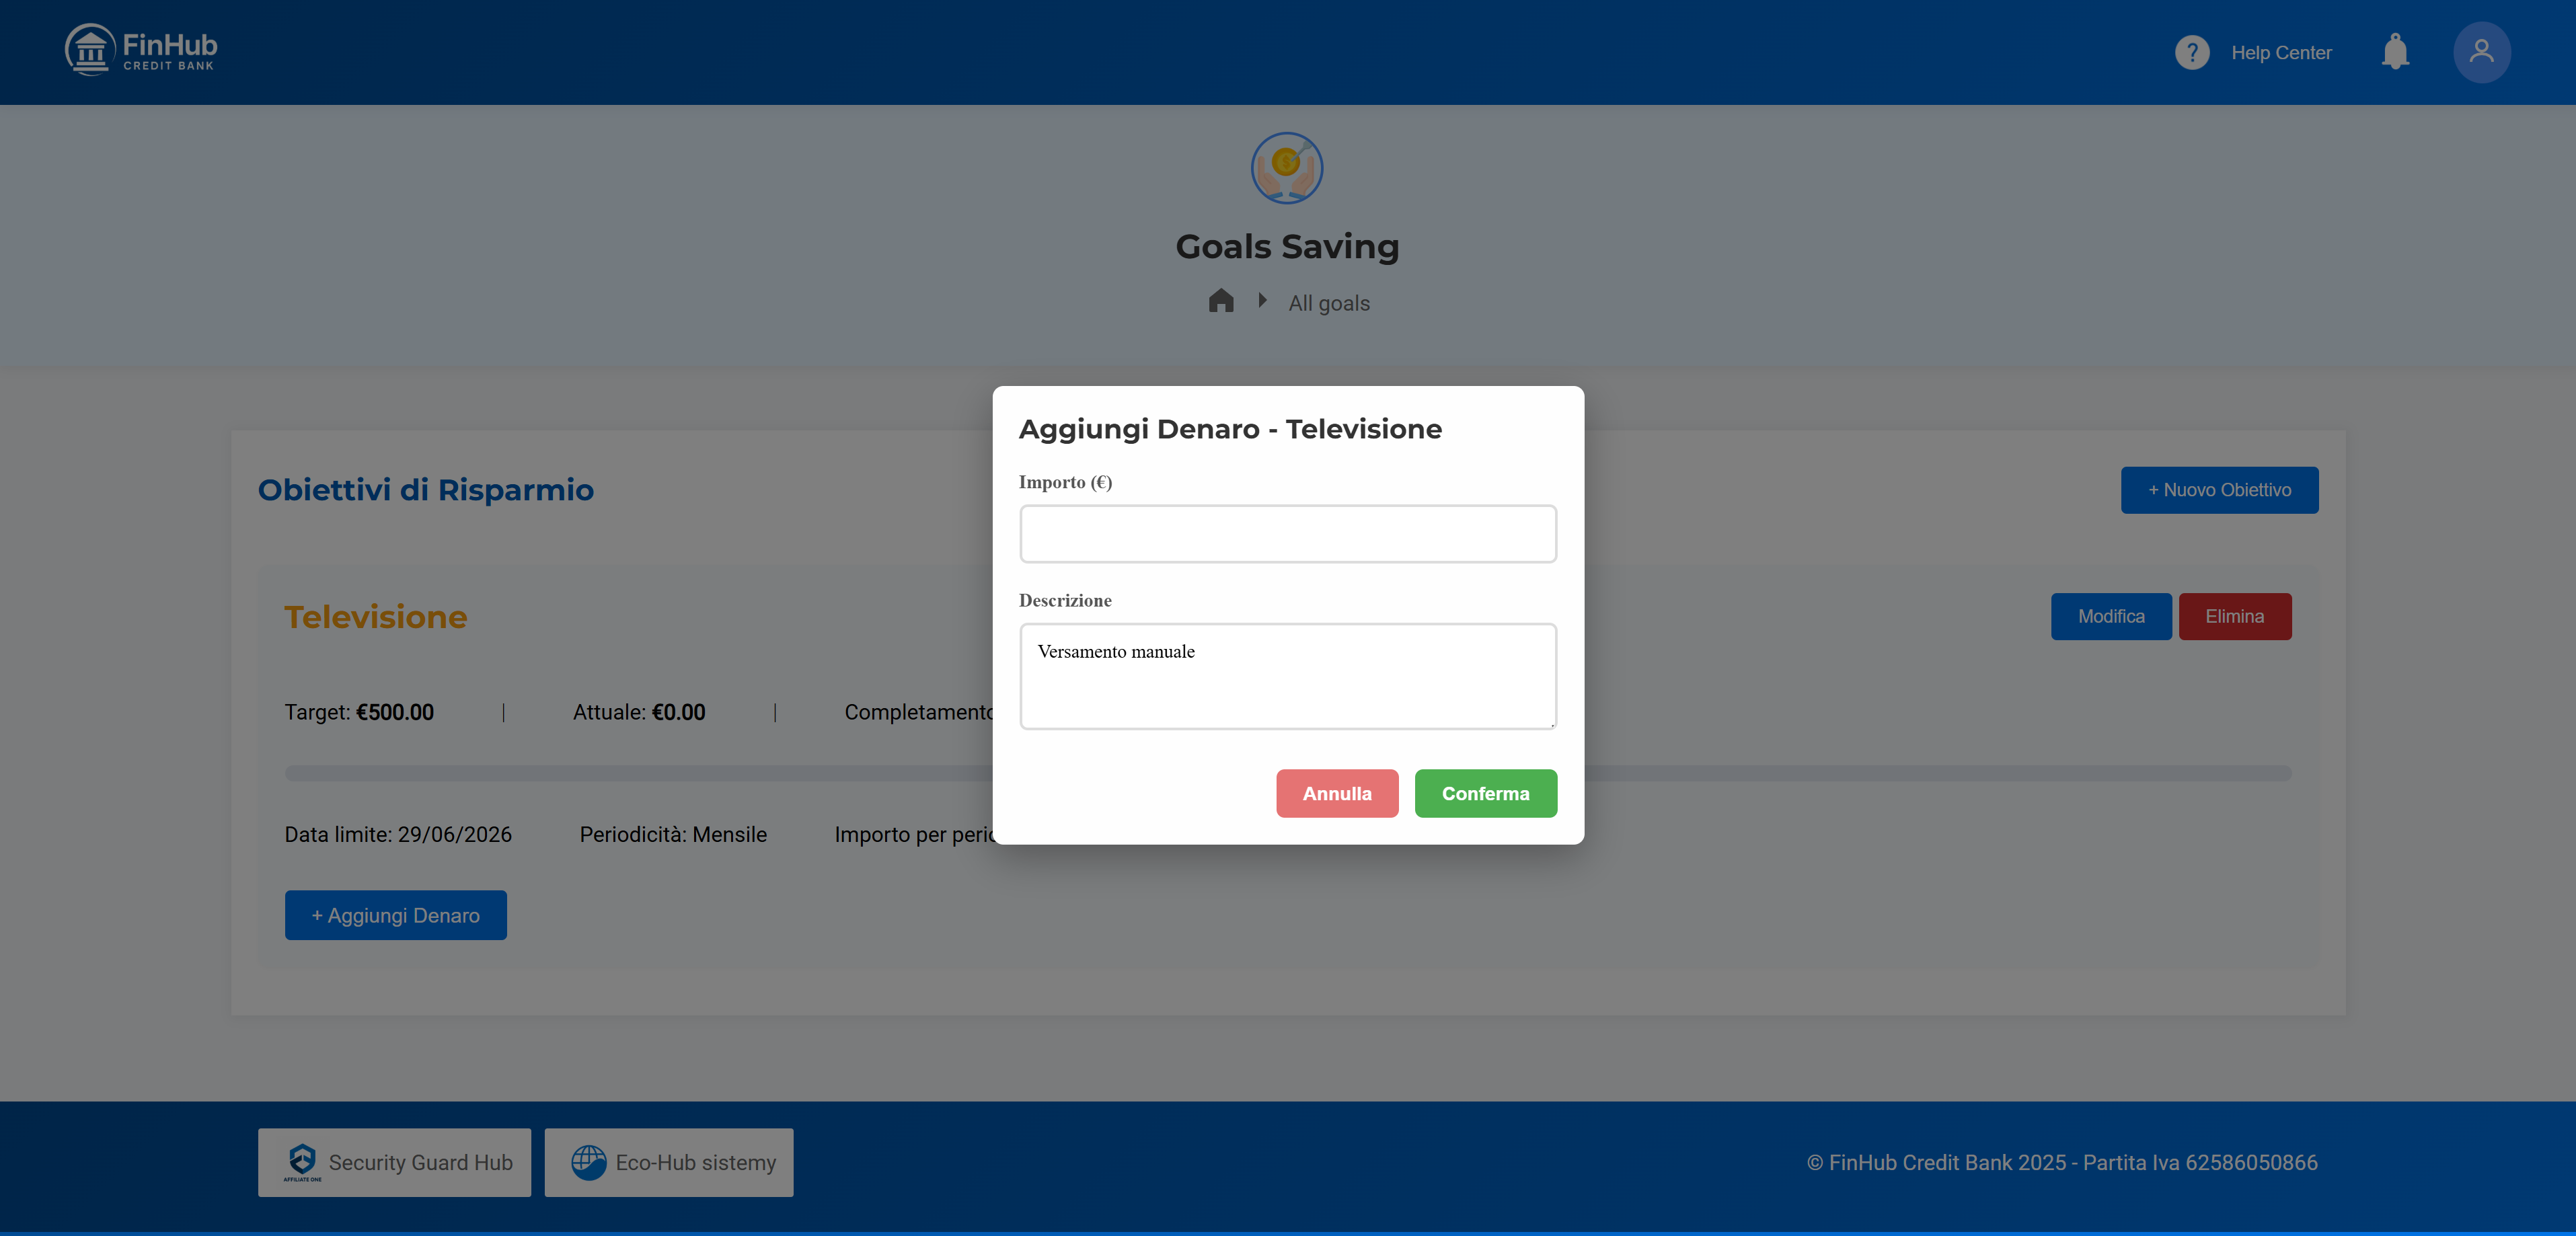 FinHub
CREDIT BANK
? Help Center
Goals Saving
All goals
Aggiungi Denaro - Televisione
Importo (€)
Descrizione
Versamento manuale
Annulla Conferma
Obiettivi di Risparmio
+ Nuovo Obiettivo
Televisione
Modifica Elimina
Target: €500.00 | Attuale: €0.00 | Completamento
Data limite: 29/06/2026 Periodicità: Mensile Importo per
+ Aggiungi Denaro
AFFILIATE ONE
Security Guard Hub
Eco-Hub sistemy
© FinHub Credit Bank 2025 - Partita Iva 62586050866